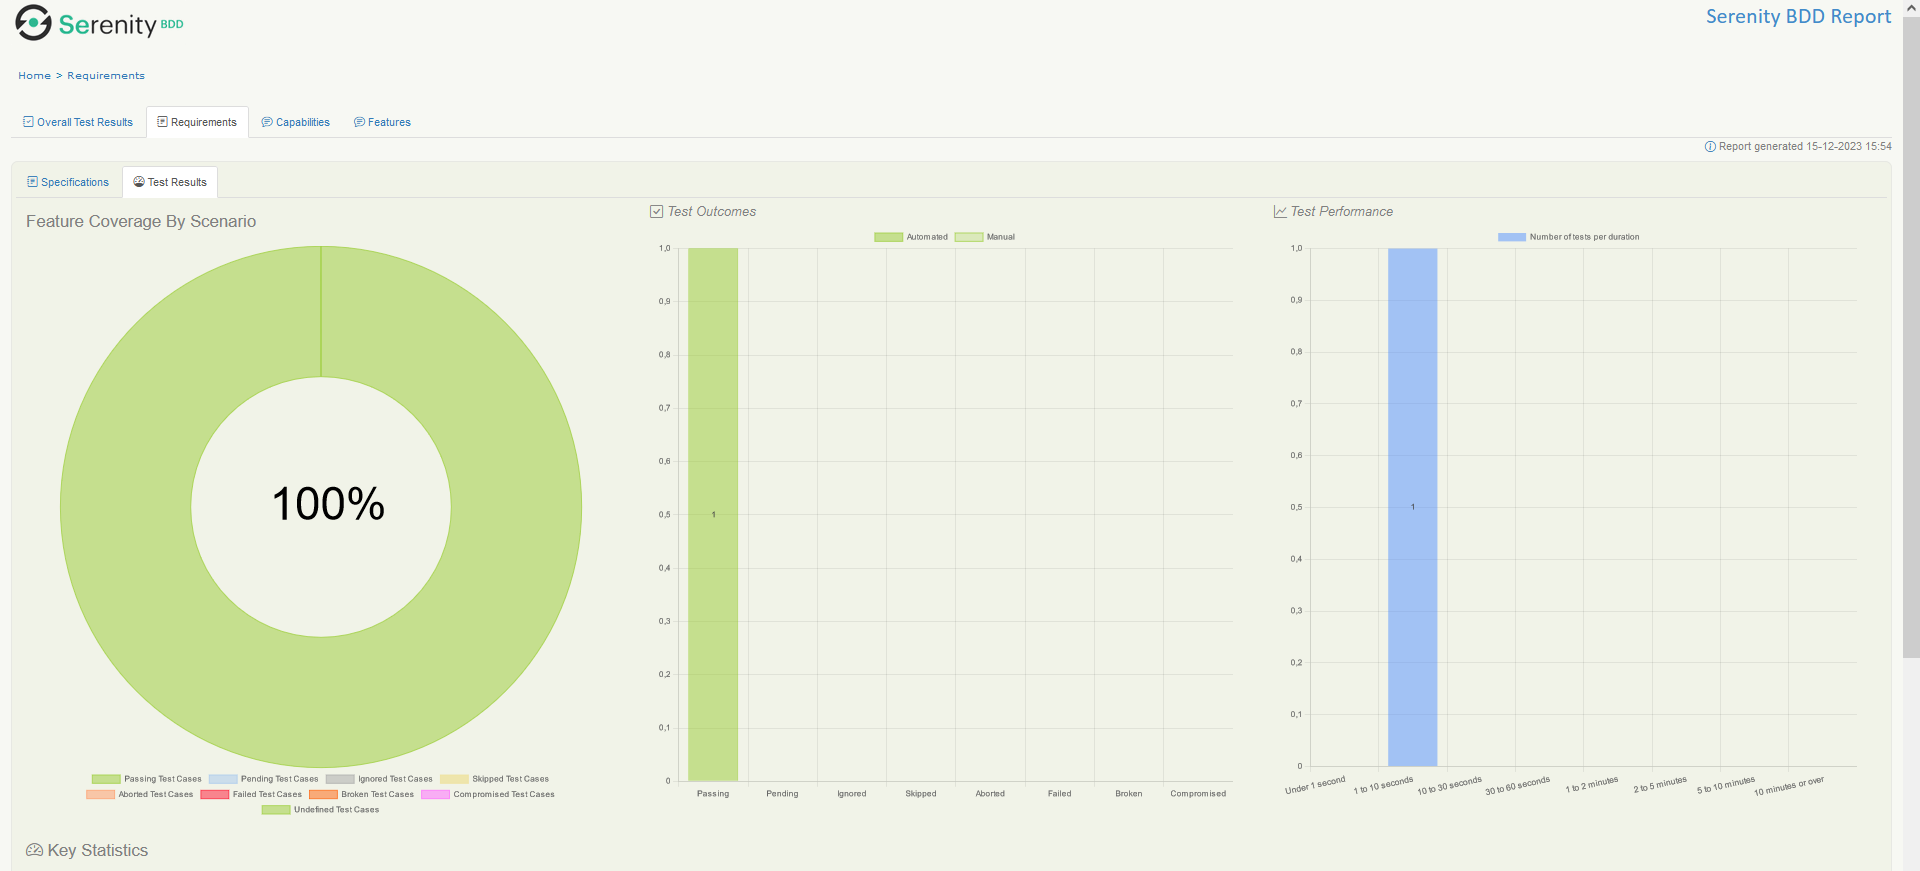 Serenity BDD
Serenity BDD Report
Home > Requirements
Overall Test Results
Requirements
Capabilities
Features
Report generated 15-12-2023 15:54
Specifications
Test Results
Feature Coverage By Scenario
100%
Passing Test Cases
Pending Test Cases
Ignored Test Cases
Skipped Test Cases
Aborted Test Cases
Failed Test Cases
Broken Test Cases
Compromised Test Cases
Undefined Test Cases
Test Outcomes
Automated
Manual
1,0
0,9
0,8
0,7
0,6
0,5
0,4
0,3
0,2
0,1
0
1
Passing
Pending
Ignored
Skipped
Aborted
Failed
Broken
Compromised
Test Performance
Number of tests per duration
1,0
0,9
0,8
0,7
0,6
0,5
0,4
0,3
0,2
0,1
0
1
Under 1 second
1 to 10 seconds
10 to 30 seconds
30 to 60 seconds
1 to 2 minutes
2 to 5 minutes
5 to 10 minutes
10 minutes or over
Key Statistics